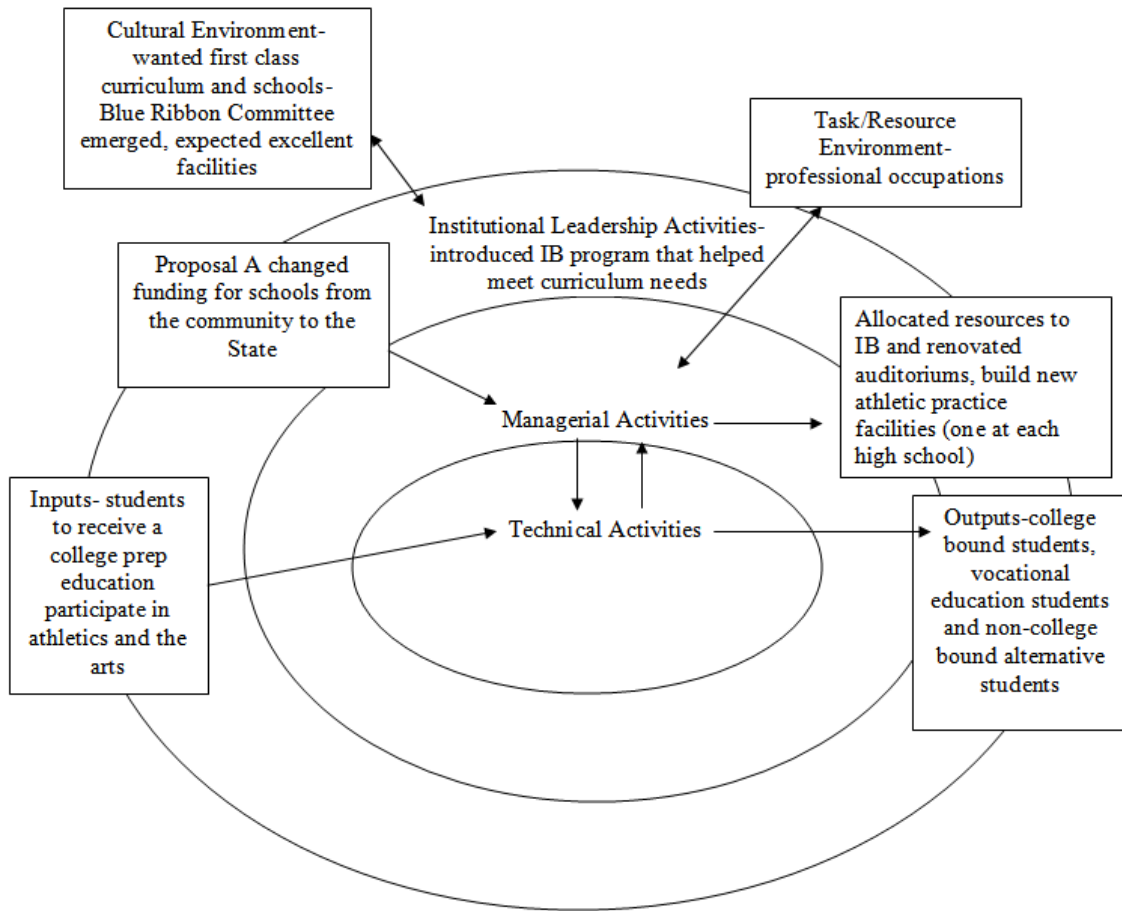 Cultural Environment-
wanted first class
curriculum and schools-
Blue Ribbon Committee
emerged, expected excellent
facilities
Task/Resource
Environment-
professional occupations
Institutional Leadership Activities-
introduced IB program that helped
meet curriculum needs
Proposal A changed
funding for schools from
the community to the
State
Allocated resources to
IB and renovated
auditoriums, build new
athletic practice
facilities (one at each
high school)
Managerial Activities
Inputs- students
to receive a
college prep
education
participate in
athletics and the
arts
Technical Activities
Outputs-college
bound students,
vocational
education students
and non-college
bound alternative
students